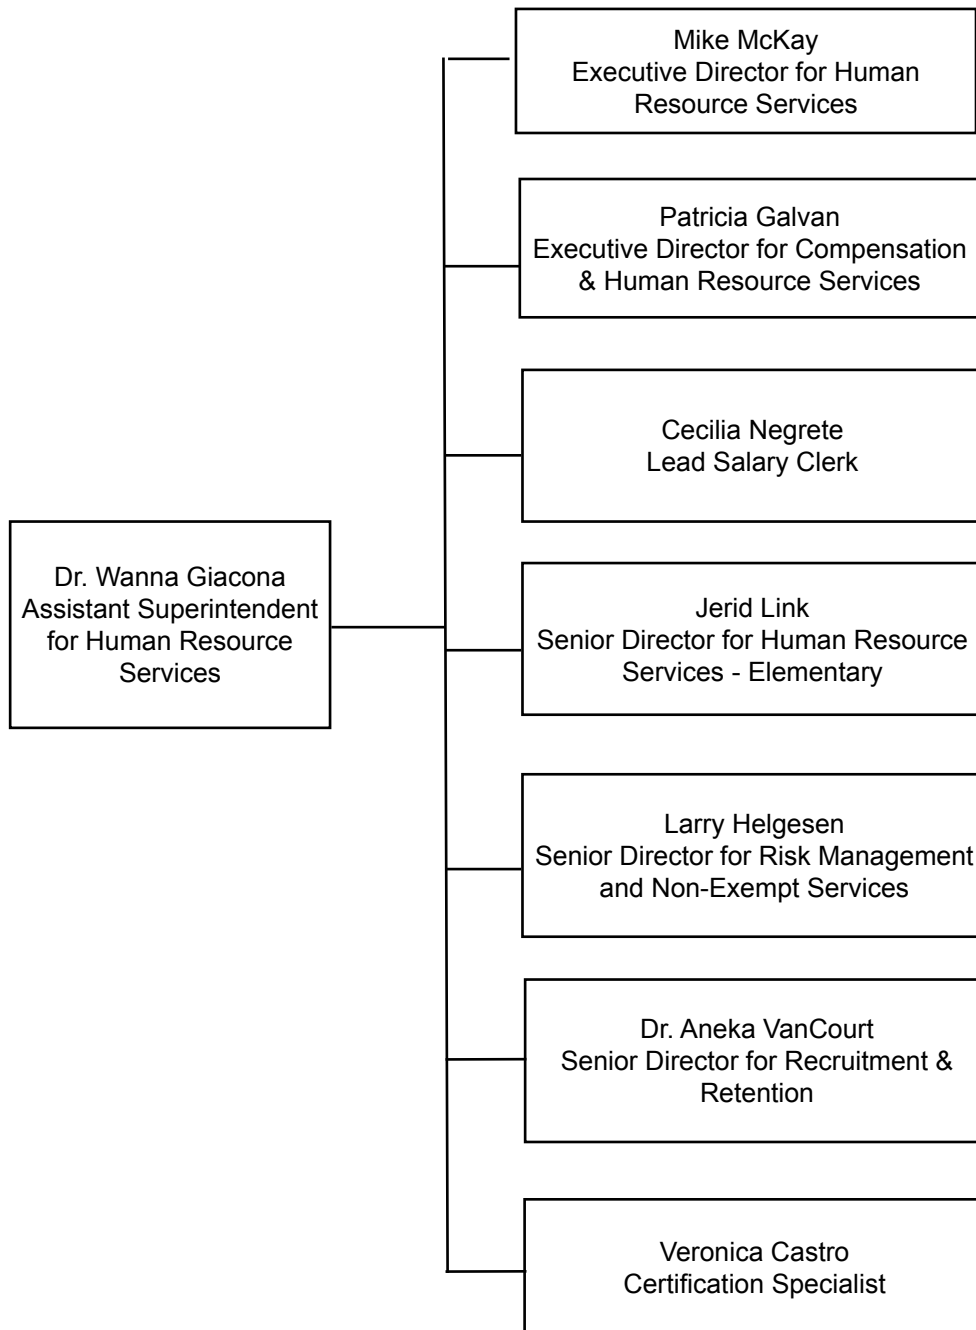 Mike McKay
Executive Director for Human
Resource Services
Patricia Galvan
Executive Director for Compensation
& Human Resource Services
Cecilia Negrete
Lead Salary Clerk
Dr. Wanna Giacona
Assistant Superintendent
for Human Resource
Services
Jerid Link
Senior Director for Human Resource
Services - Elementary
Larry Helgesen
Senior Director for Risk Management
and Non-Exempt Services
Dr. Aneka VanCourt
Senior Director for Recruitment &
Retention
Veronica Castro
Certification Specialist